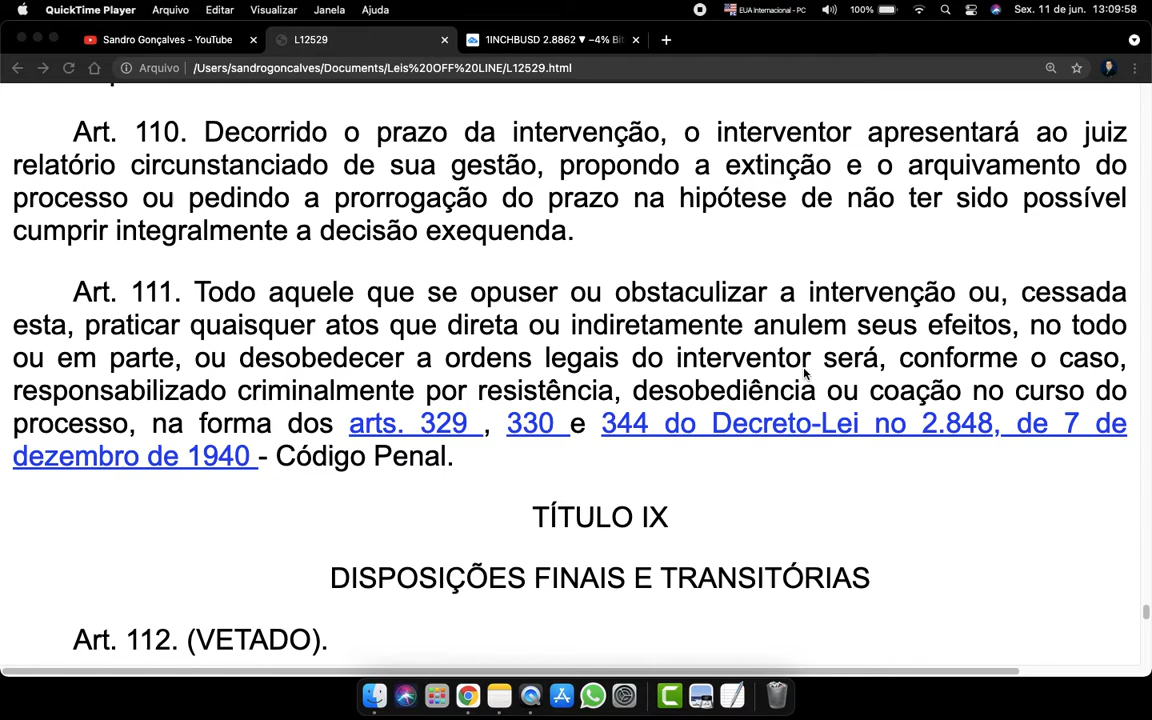 QuickTime Player Arquivo Editar Visualizar Janela Ajuda EUA Internacional - PC 100% Sex. 11 de jun. 13:09:58
Sandro Gonçalves - YouTube L12529 1INCHBUSD 2.8862 ▼ −4% Bit
Arquivo /Users/sandrogoncalves/Documents/Leis%20OFF%20LINE/L12529.html
Art. 110. Decorrido o prazo da intervenção, o interventor apresentará ao juiz
relatório circunstanciado de sua gestão, propondo a extinção e o arquivamento do
processo ou pedindo a prorrogação do prazo na hipótese de não ter sido possível
cumprir integralmente a decisão exequenda.
Art. 111. Todo aquele que se opuser ou obstaculizar a intervenção ou, cessada
esta, praticar quaisquer atos que direta ou indiretamente anulem seus efeitos, no todo
ou em parte, ou desobedecer a ordens legais do interventor será, conforme o caso,
responsabilizado criminalmente por resistência, desobediência ou coação no curso do
processo, na forma dos arts. 329 , 330 e 344 do Decreto-Lei no 2.848, de 7 de
dezembro de 1940 - Código Penal.
TÍTULO IX
DISPOSIÇÕES FINAIS E TRANSITÓRIAS
Art. 112. (VETADO).